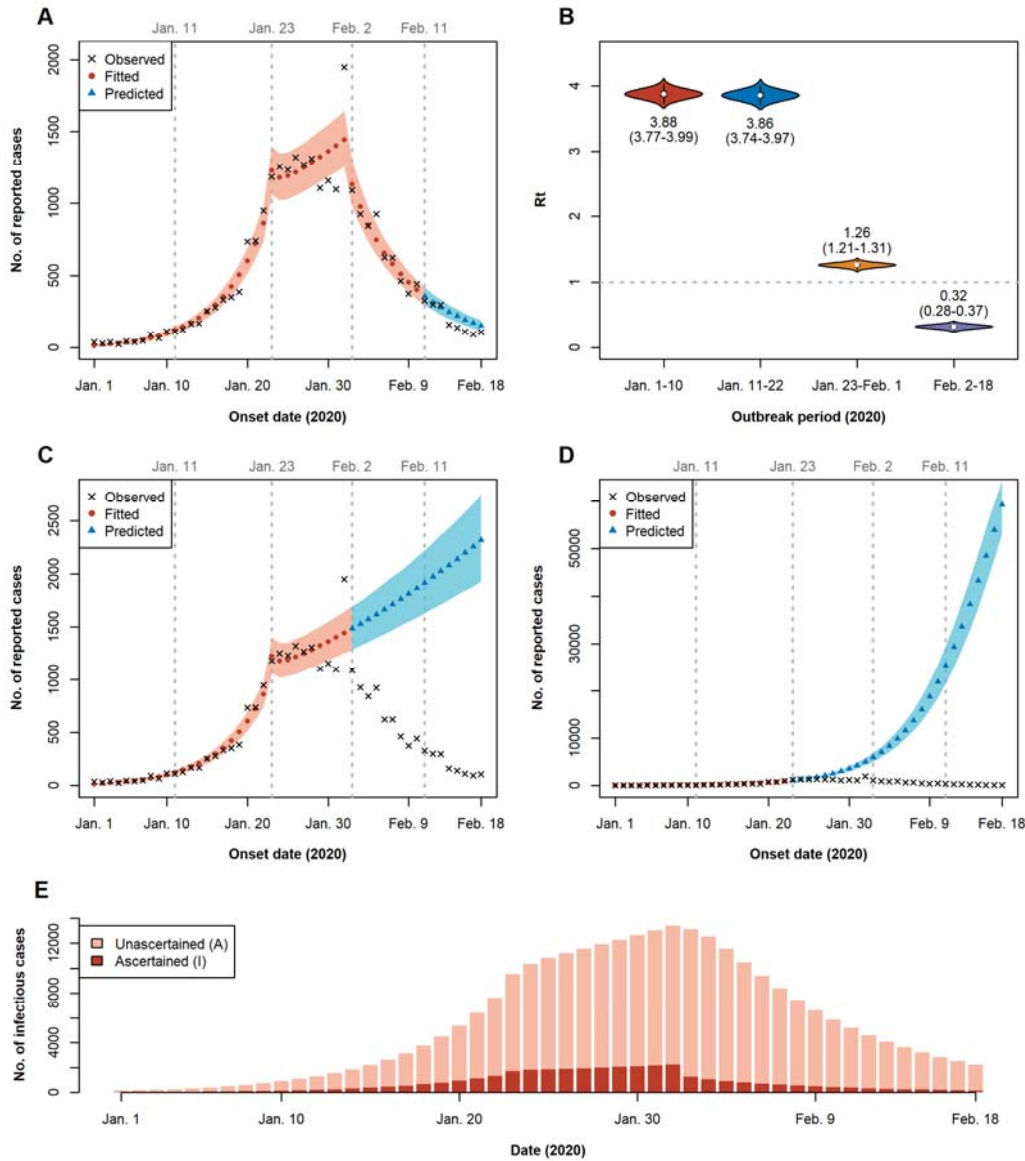 A
Jan. 11 Jan. 23 Feb. 2 Feb. 11
Observed
Fitted
Predicted
No. of reported cases
0 500 1000 1500 2000
Jan. 1 Jan. 10 Jan. 20 Jan. 30 Feb. 9 Feb. 18
Onset date (2020)
B
Rt
0 1 2 3 4
3.88
(3.77-3.99)
3.86
(3.74-3.97)
1.26
(1.21-1.31)
0.32
(0.28-0.37)
Jan. 1-10 Jan. 11-22 Jan. 23-Feb. 1 Feb. 2-18
Outbreak period (2020)
C
Jan. 11 Jan. 23 Feb. 2 Feb. 11
Observed
Fitted
Predicted
No. of reported cases
0 500 1000 1500 2000 2500
Jan. 1 Jan. 10 Jan. 20 Jan. 30 Feb. 9 Feb. 18
Onset date (2020)
D
Jan. 11 Jan. 23 Feb. 2 Feb. 11
Observed
Fitted
Predicted
No. of reported cases
0 10000 30000 50000
Jan. 1 Jan. 10 Jan. 20 Jan. 30 Feb. 9 Feb. 18
Onset date (2020)
E
Unascertained (A)
Ascertained (I)
No. of infectious cases
0 4000 8000 12000
Jan. 1 Jan. 10 Jan. 20 Jan. 30 Feb. 9 Feb. 18
Date (2020)